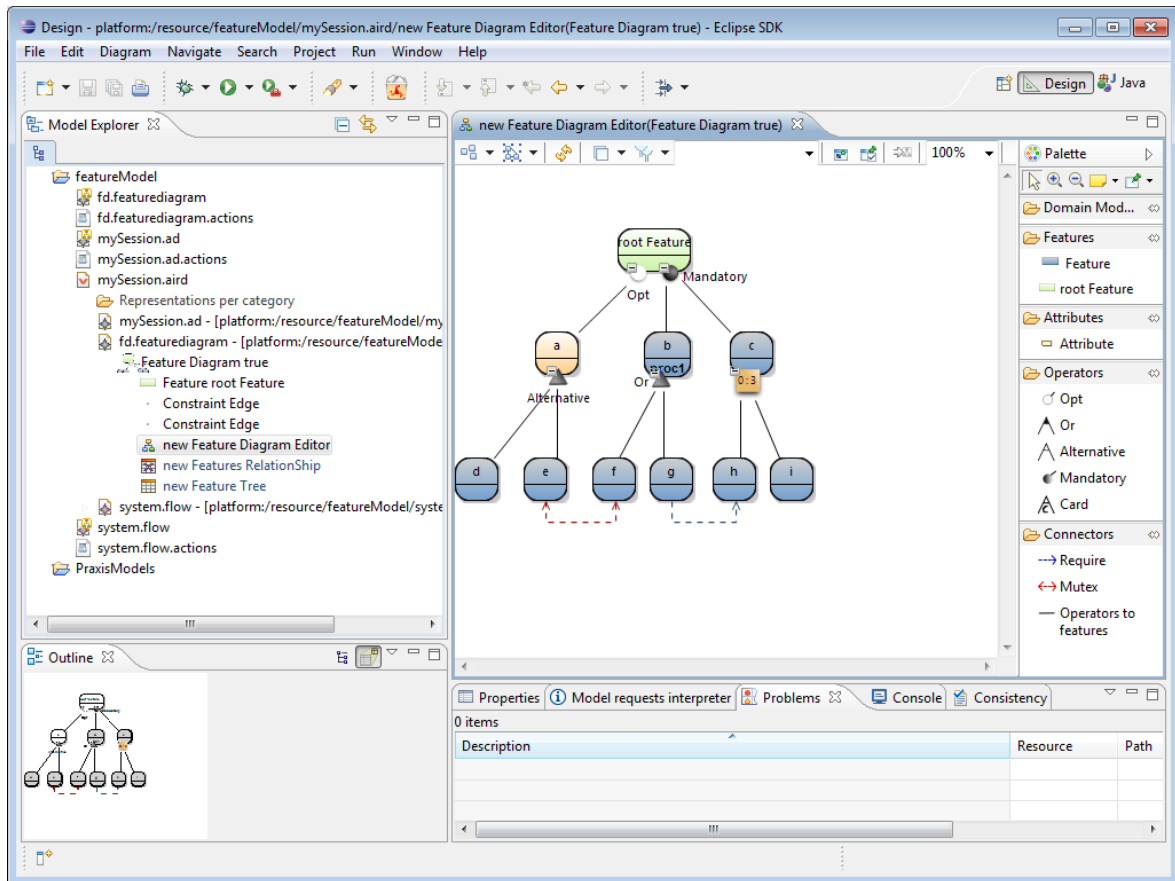 Design - platform:/resource/featureModel/mySession.aird/new Feature Diagram Editor(Feature Diagram true) - Eclipse SDK
File Edit Diagram Navigate Search Project Run Window Help
Design Java
Model Explorer
featureModel
fd.featurediagram
fd.featurediagram.actions
mySession.ad
mySession.ad.actions
mySession.aird
Representations per category
mySession.ad - [platform:/resource/featureModel/my
fd.featurediagram - [platform:/resource/featureMode
Feature Diagram true
Feature root Feature
Constraint Edge
Constraint Edge
new Feature Diagram Editor
new Features RelationShip
new Feature Tree
system.flow - [platform:/resource/featureModel/syste
system.flow
system.flow.actions
PraxisModels
Outline
new Feature Diagram Editor(Feature Diagram true)
100%
root Feature
Mandatory
Opt
a
b
c
proc1
Or
0:3
Alternative
d
e
f
g
h
i
Palette
Domain Mod...
Features
Feature
root Feature
Attributes
Attribute
Operators
Opt
Or
Alternative
Mandatory
Card
Connectors
Require
Mutex
Operators to
features
Properties Model requests interpreter Problems Console Consistency
0 items
Description Resource Path